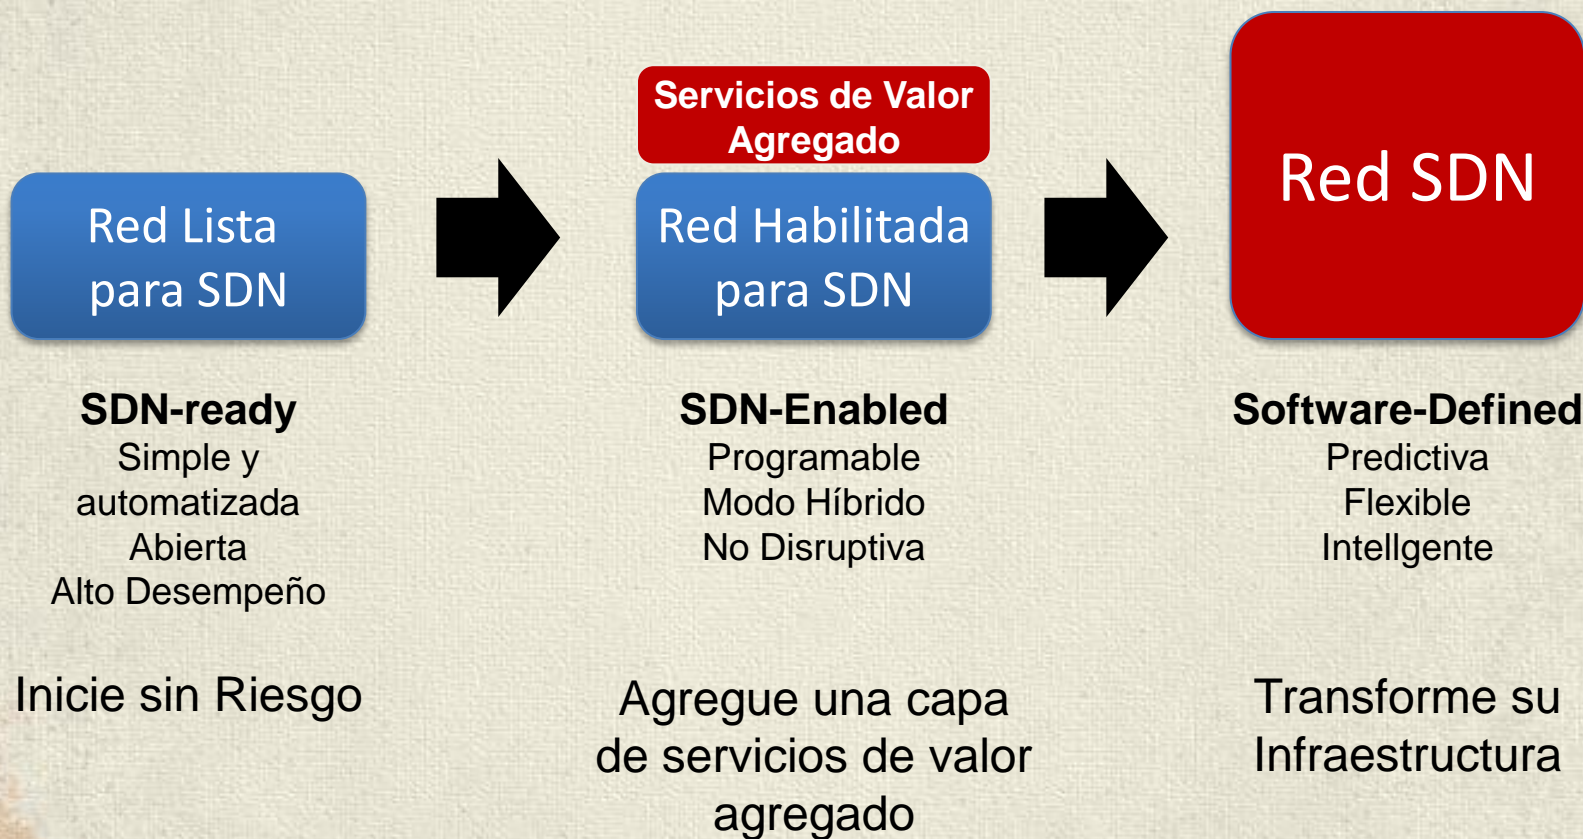 Red Lista
para SDN
SDN-ready
Simple y
automatizada
Abierta
Alto Desempeño
Inicie sin Riesgo
Servicios de Valor
Agregado
Red Habilitada
para SDN
SDN-Enabled
Programable
Modo Híbrido
No Disruptiva
Agregue una capa
de servicios de valor
agregado
Red SDN
Software-Defined
Predictiva
Flexible
Intellgente
Transforme su
Infraestructura